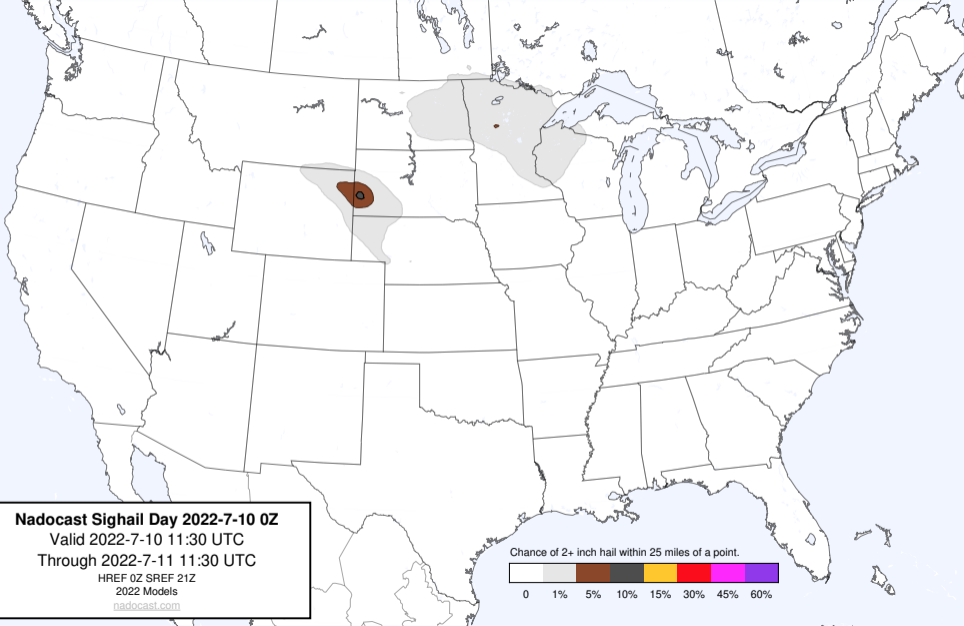 Nadocast Sighail Day 2022-7-10 0Z
Valid 2022-7-10 11:30 UTC
Through 2022-7-11 11:30 UTC
HREF 0Z SREF 21Z
2022 Models
nadocast.com
Chance of 2+ inch hail within 25 miles of a point.
0 1% 5% 10% 15% 30% 45% 60%